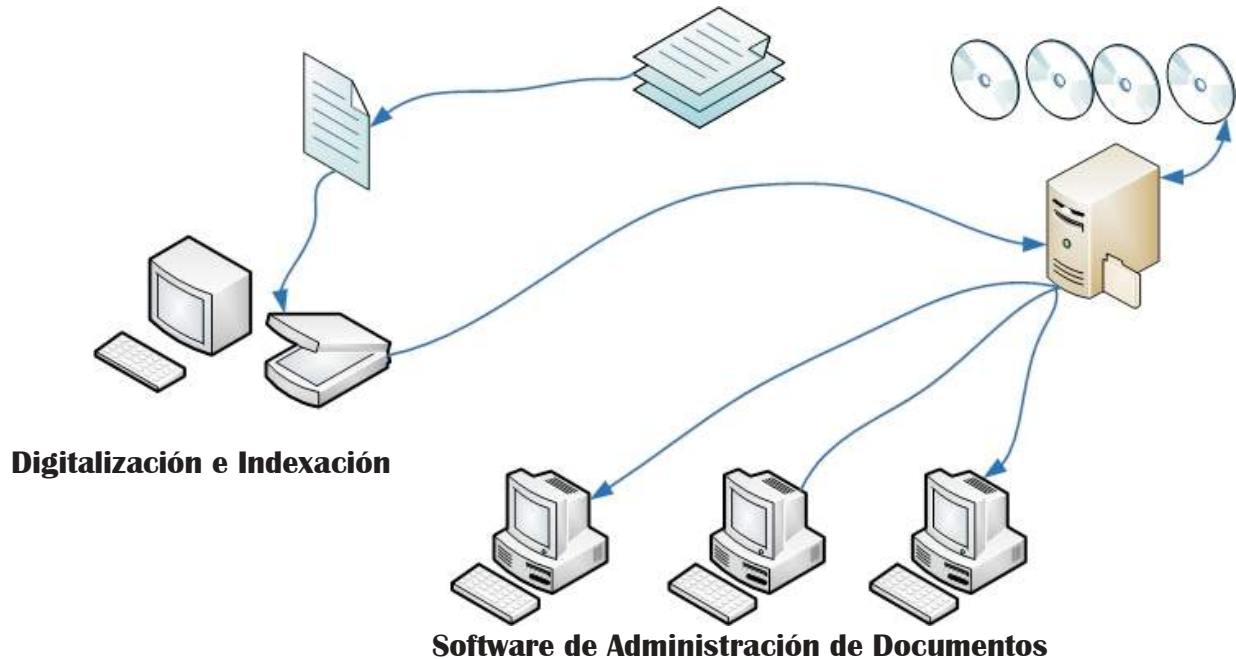 Digitalización e Indexación
Software de Administración de Documentos